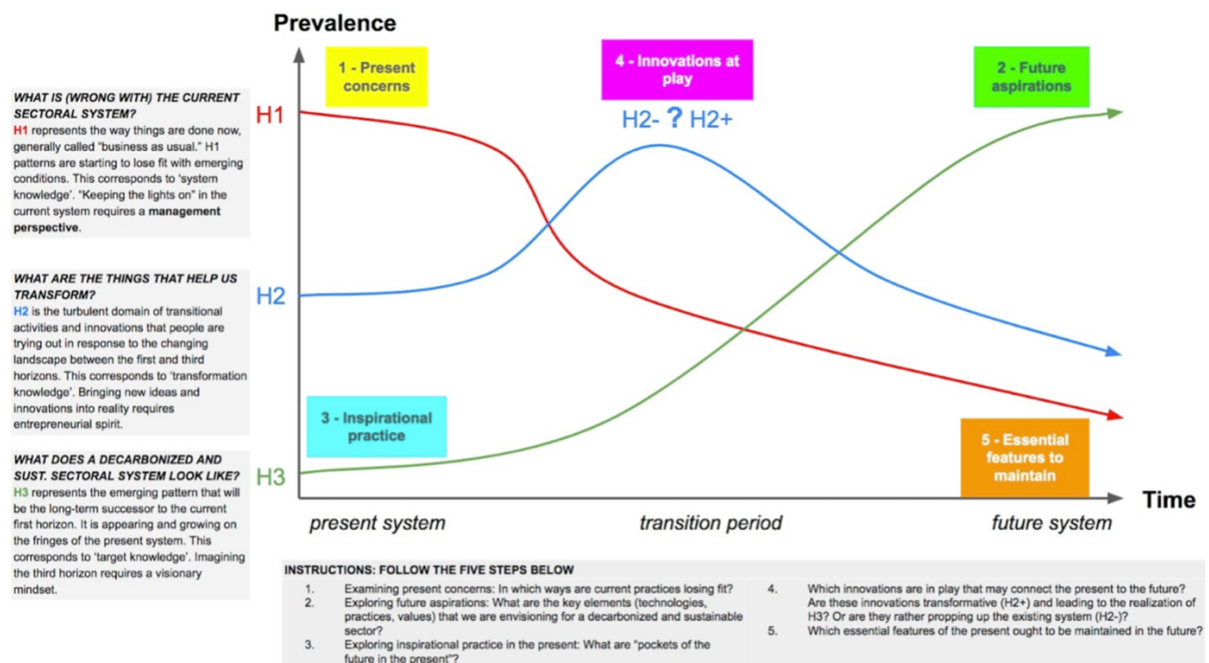 Prevalence
1 - Present
concerns
4 - Innovations at
play
2 - Future
aspirations
H2- ? H2+
WHAT IS (WRONG WITH) THE CURRENT
SECTORAL SYSTEM?
H1 represents the way things are done now,
generally called "business as usual." H1
patterns are starting to lose fit with emerging
conditions. This corresponds to 'system
knowledge'. "Keeping the lights on" in the
current system requires a management
perspective.
H1
WHAT ARE THE THINGS THAT HELP US
TRANSFORM?
H2 is the turbulent domain of transitional
activities and innovations that people are
trying out in response to the changing
landscape between the first and third
horizons. This corresponds to 'transformation
knowledge'. Bringing new ideas and
innovations into reality requires
entrepreneurial spirit.
H2
3 - Inspirational
practice
WHAT DOES A DECARBONIZED AND
SUST. SECTORAL SYSTEM LOOK LIKE?
H3 represents the emerging pattern that will
be the long-term successor to the current
first horizon. It is appearing and growing on
the fringes of the present system. This
corresponds to 'target knowledge'. Imagining
the third horizon requires a visionary
mindset.
H3
5 - Essential
features to
maintain
Time
present system
transition period
future system
INSTRUCTIONS: FOLLOW THE FIVE STEPS BELOW
1. Examining present concerns: In which ways are current practices losing fit?
2. Exploring future aspirations: What are the key elements (technologies,
practices, values) that we are envisioning for a decarbonized and sustainable
sector?
3. Exploring inspirational practice in the present: What are "pockets of the
future in the present"?
4. Which innovations are in play that may connect the present to the future?
Are these innovations transformative (H2+) and leading to the realization of
H3? Or are they rather propping up the existing system (H2-)?
5. Which essential features of the present ought to be maintained in the future?